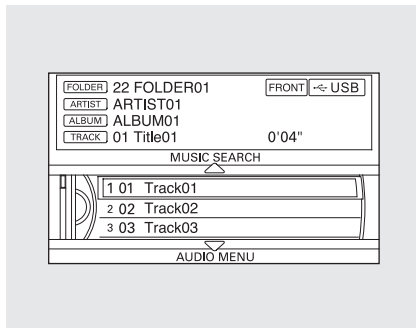 FOLDER 22 FOLDER01 FRONT USB
ARTIST ARTIST01
ALBUM ALBUM01
TRACK 01 Title01 0'04"
MUSIC SEARCH
1 01 Track01
2 02 Track02
3 03 Track03
AUDIO MENU